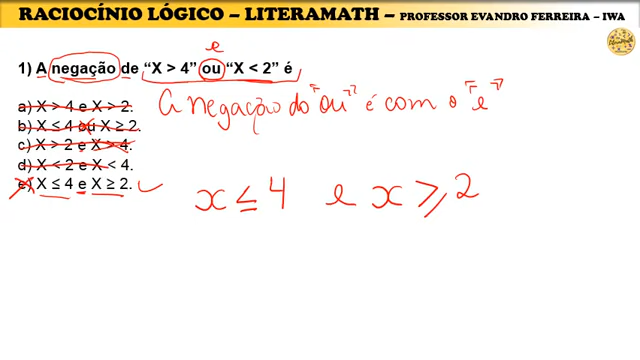 RACIOCÍNIO LÓGICO – LITERAMATH – PROFESSOR EVANDRO FERREIRA – IWA
e
1) A negação de “X > 4” ou “X < 2” é
a) X > 4 e X > 2.
A negação do "ou" é com o "e"
b) X ≤ 4 ou X ≥ 2.
c) X > 2 e X > 4.
d) X < 2 e X < 4.
e) X ≤ 4 e X ≥ 2.
x ≤ 4 e x ≥ 2